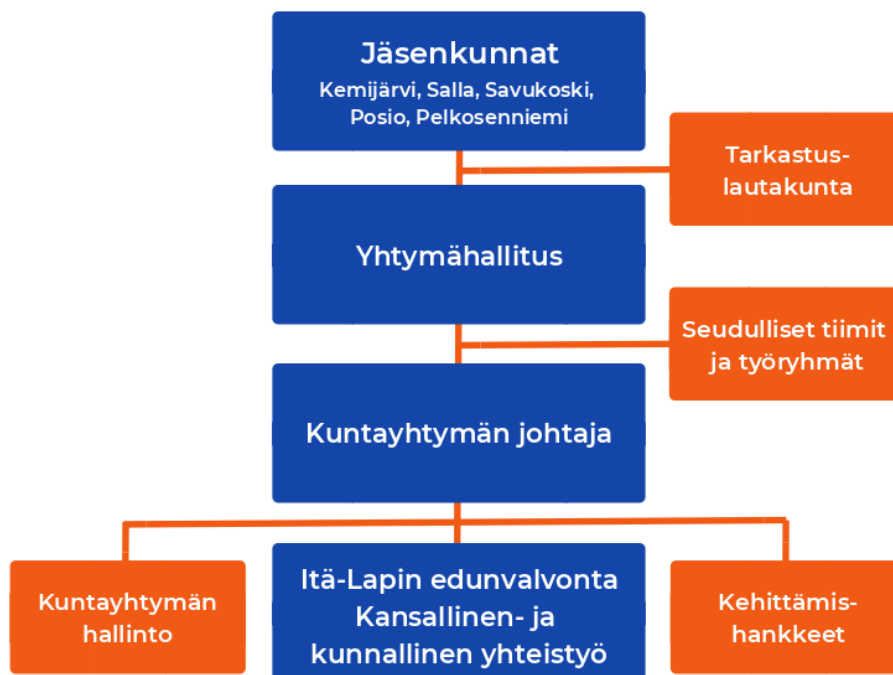 Jäsenkunnat
Kemijärvi, Salla, Savukoski,
Posio, Pelkosenniemi
Tarkastus-
lautakunta
Yhtymähallitus
Seudulliset tiimit
ja työryhmät
Kuntayhtymän johtaja
Kuntayhtymän
hallinto
Itä-Lapin edunvalvonta
Kansallinen- ja
kunnallinen yhteistyö
Kehittämis-
hankkeet